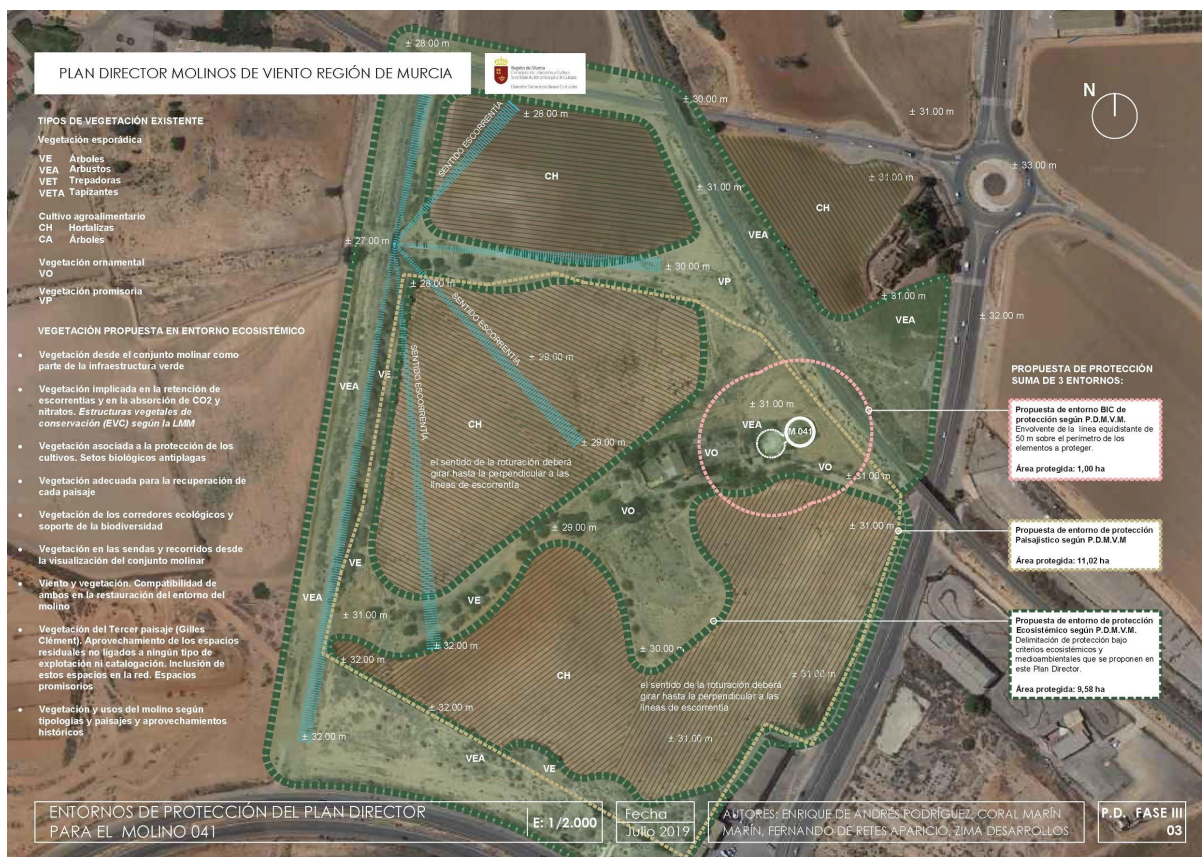 PLAN DIRECTOR MOLINOS DE VIENTO REGIÓN DE MURCIA
Región de Murcia
TIPOS DE VEGETACIÓN EXISTENTE
Vegetación esporádica
VE Árboles
VEA Arbustos
VET Trepadoras
VETA Tapizantes
Cultivo agroalimentario
CH Hortalizas
CA Árboles
Vegetación ornamental
VO
Vegetación promisoria
VP
VEGETACIÓN PROPUESTA EN ENTORNO ECOSISTÉMICO
• Vegetación desde el conjunto molinar como
parte de la infraestructura verde
• Vegetación implicada en la retención de
escorrentías y en la absorción de CO2 y
nitratos. Estructuras vegetales de
conservación (EVC) según la LMM
• Vegetación asociada a la protección de los
cultivos. Setos biológicos antiplagas
• Vegetación adecuada para la recuperación de
cada paisaje
• Vegetación de los corredores ecológicos y
soporte de la biodiversidad
• Vegetación en las sendas y recorridos desde
la visualización del conjunto molinar
• Viento y vegetación. Compatibilidad de
ambos en la restauración del entorno del
molino
• Vegetación del Tercer paisaje (Gilles
Clément). Aprovechamiento de los espacios
residuales no ligados a ningún tipo de
explotación ni catalogación. Inclusión de
estos espacios en la red. Espacios
promisorios
• Vegetación y usos del molino según
tipologías y paisajes y aprovechamientos
históricos
± 28.00 m
± 28.00 m
± 30.00 m
± 31.00 m
N
± 33.00 m
SENTIDO ESCORRENTÍA
CH
± 31.00 m
± 31.00 m
CH
VEA
± 27.00 m
± 30.00 m
± 28.00 m
VP
± 31.00 m
VEA
± 32.00 m
SENTIDO ESCORRENTÍA
SENTIDO ESCORRENTÍA
± 29.00 m
VEA
VE
CH
± 31.00 m
VEA
M 041
± 29.00 m
VO
VO
el sentido de la roturación deberá
girar hasta la perpendicular a las
líneas de escorrentía
± 31.00 m
VO
± 29.00 m
± 31.00 m
VE
VEA
VE
± 31.00 m
± 32.00 m
± 32.00 m
± 30.00 m
CH
± 31.00 m
el sentido de la roturación deberá
girar hasta la perpendicular a las
líneas de escorrentía
± 32.00 m
± 32.00 m
± 31.00 m
VEA
VE
PROPUESTA DE PROTECCIÓN
SUMA DE 3 ENTORNOS:
Propuesta de entorno BIC de
protección según P.D.M.V.M.
Envolvente de la línea equidistante de
50 m sobre el perímetro de los
elementos a proteger.
Área protegida: 1,00 ha
Propuesta de entorno de protección
Paisajístico según P.D.M.V.M
Área protegida: 11,02 ha
Propuesta de entorno de protección
Ecosistémico según P.D.M.V.M.
Delimitación de protección bajo
criterios ecosistémicos y
medioambientales que se proponen en
este Plan Director.
Área protegida: 9,58 ha
ENTORNOS DE PROTECCIÓN DEL PLAN DIRECTOR
PARA EL MOLINO 041
E: 1/2.000
Fecha
Julio 2019
AUTORES: ENRIQUE DE ANDRÉS RODRÍGUEZ, CORAL MARÍN
MARÍN, FERNANDO DE RETES APARICIO, ZIMA DESARROLLOS
P.D. FASE III
03